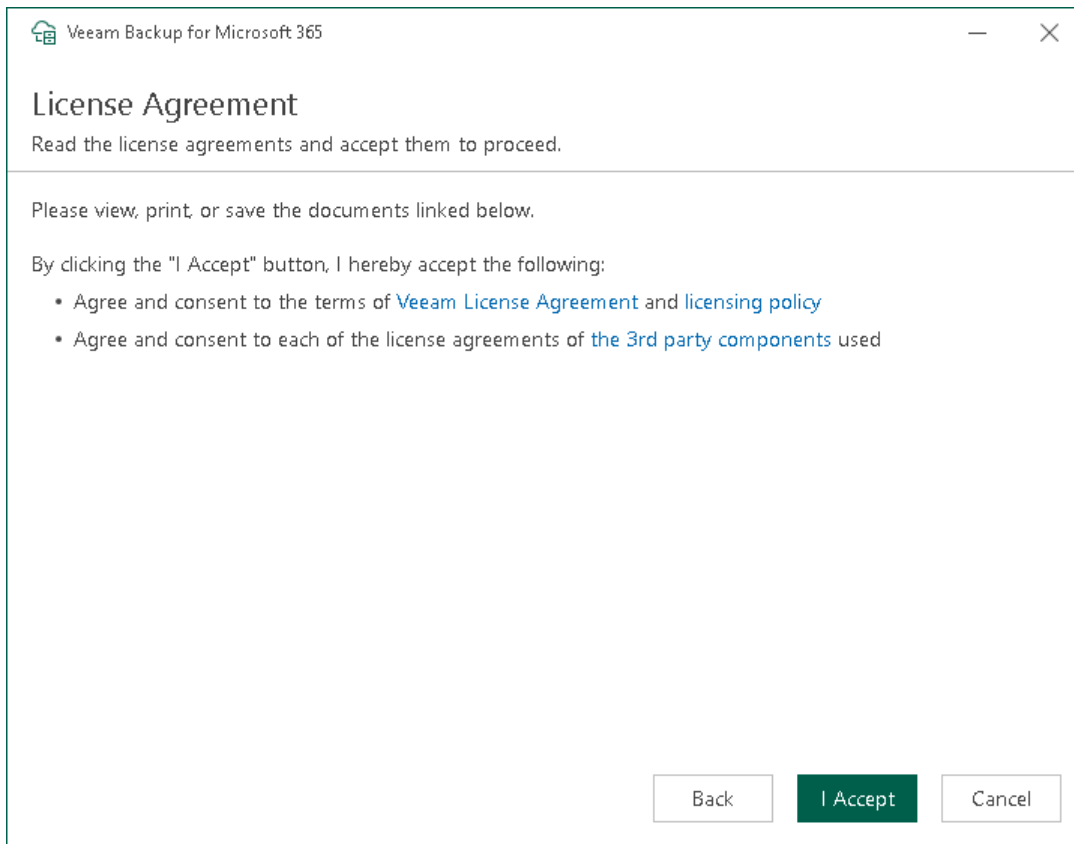 Veeam Backup for Microsoft 365
License Agreement
Read the license agreements and accept them to proceed.
Please view, print, or save the documents linked below.
By clicking the "I Accept" button, I hereby accept the following:
• Agree and consent to the terms of Veeam License Agreement and licensing policy
• Agree and consent to each of the license agreements of the 3rd party components used
Back I Accept Cancel